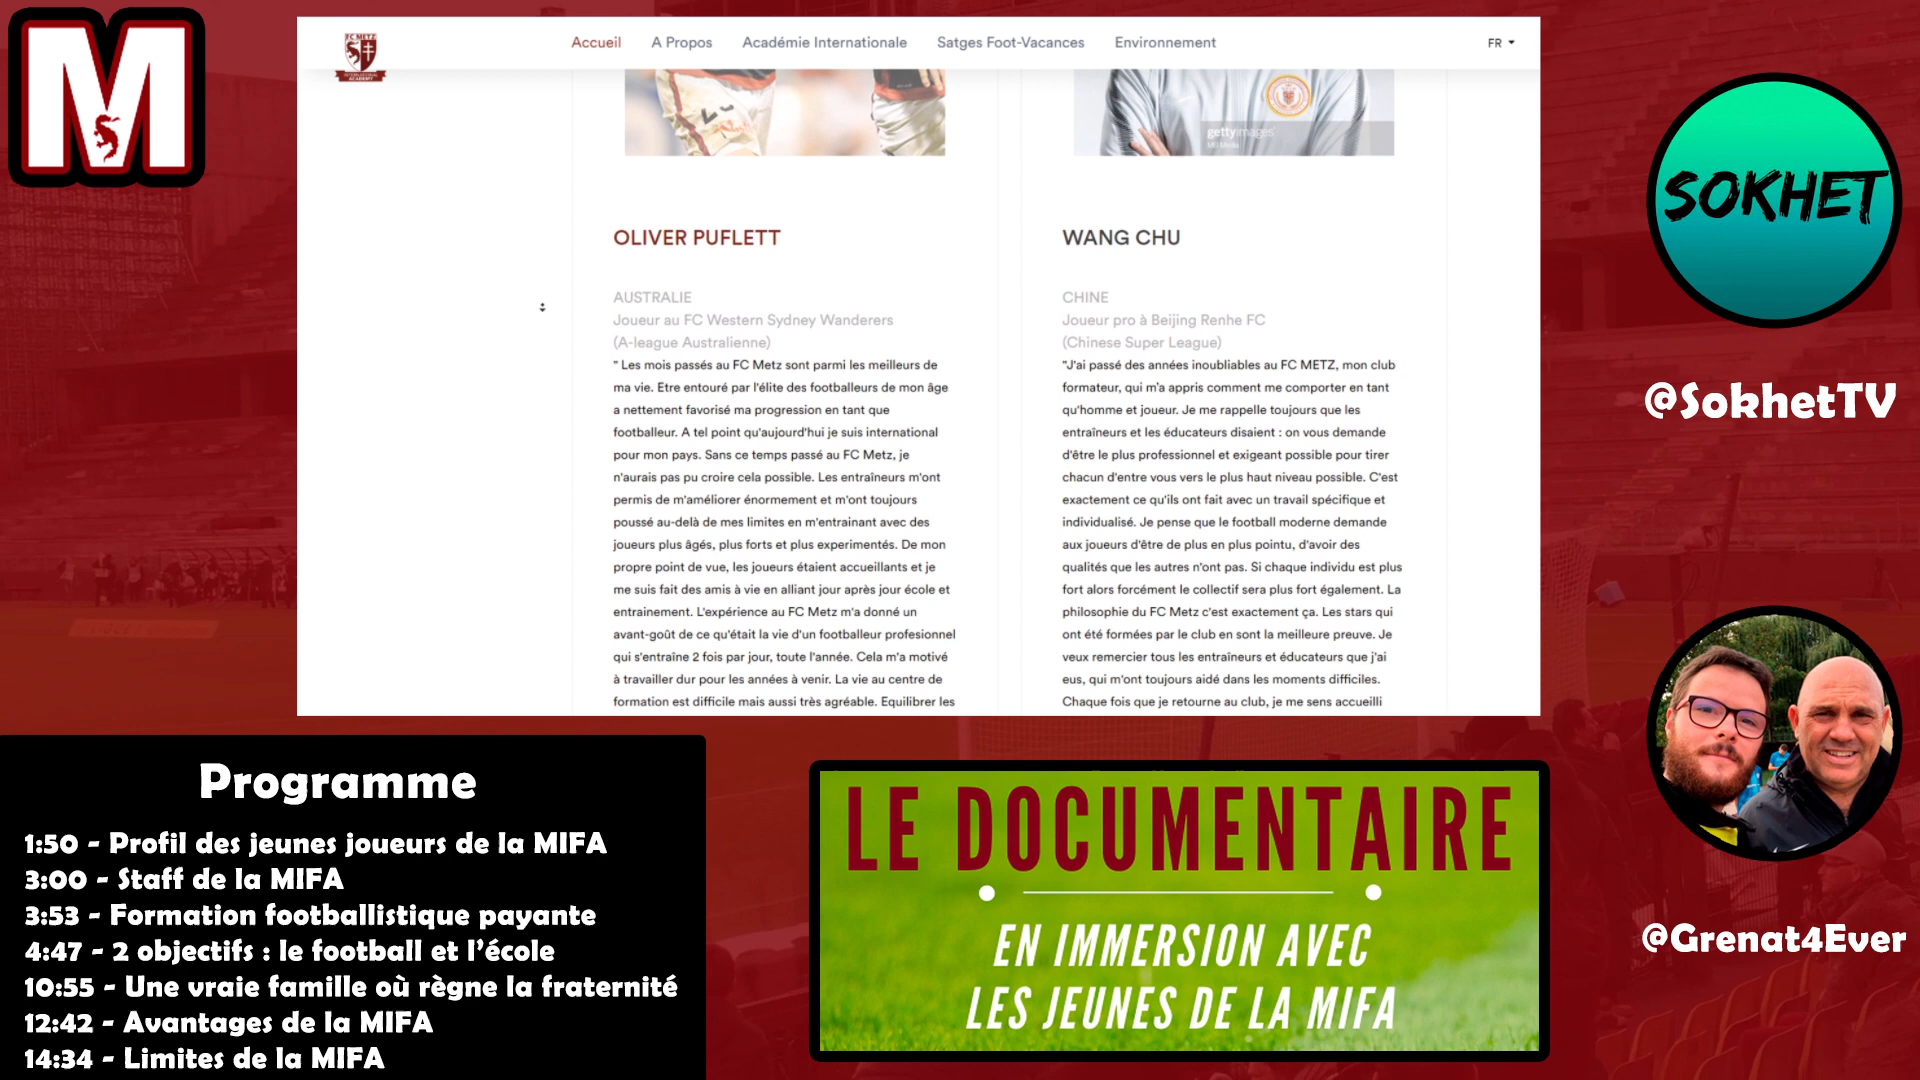 M
FC METZ
INTERNATIONAL
ACADEMY
Accueil
A Propos
Académie Internationale
Satges Foot-Vacances
Environnement
FR
gettyimages
MB Media
OLIVER PUFLETT
AUSTRALIE
Joueur au FC Western Sydney Wanderers
(A-league Australienne)
" Les mois passés au FC Metz sont parmi les meilleurs de
ma vie. Etre entouré par l'élite des footballeurs de mon âge
a nettement favorisé ma progression en tant que
footballeur. A tel point qu'aujourd'hui je suis international
pour mon pays. Sans ce temps passé au FC Metz, je
n'aurais pas pu croire cela possible. Les entraîneurs m'ont
permis de m'améliorer énormement et m'ont toujours
poussé au-delà de mes limites en m'entrainant avec des
joueurs plus âgés, plus forts et plus experimentés. De mon
propre point de vue, les joueurs étaient accueillants et je
me suis fait des amis à vie en alliant jour après jour école et
entrainement. L'expérience au FC Metz m'a donné un
avant-goût de ce qu'était la vie d'un footballeur profesionnel
qui s'entraîne 2 fois par jour, toute l'année. Cela m'a motivé
à travailler dur pour les années à venir. La vie au centre de
formation est difficile mais aussi très agréable. Equilibrer les
WANG CHU
CHINE
Joueur pro à Beijing Renhe FC
(Chinese Super League)
"J'ai passé des années inoubliables au FC METZ, mon club
formateur, qui m'a appris comment me comporter en tant
qu'homme et joueur. Je me rappelle toujours que les
entraîneurs et les éducateurs disaient : on vous demande
d'être le plus professionnel et exigeant possible pour tirer
chacun d'entre vous vers le plus haut niveau possible. C'est
exactement ce qu'ils ont fait avec un travail spécifique et
individualisé. Je pense que le football moderne demande
aux joueurs d'être de plus en plus pointu, d'avoir des
qualités que les autres n'ont pas. Si chaque individu est plus
fort alors forcément le collectif sera plus fort également. La
philosophie du FC Metz c'est exactement ça. Les stars qui
ont été formées par le club en sont la meilleure preuve. Je
veux remercier tous les entraîneurs et éducateurs que j'ai
eus, qui m'ont toujours aidé dans les moments difficiles.
Chaque fois que je retourne au club, je me sens accueilli
SOKHET
@SokhetTV
@Grenat4Ever
Programme
1:50 - Profil des jeunes joueurs de la MIFA
3:00 - Staff de la MIFA
3:53 - Formation footballistique payante
4:47 - 2 objectifs : le football et l'école
10:55 - Une vraie famille où règne la fraternité
12:42 - Avantages de la MIFA
14:34 - Limites de la MIFA
LE DOCUMENTAIRE
EN IMMERSION AVEC
LES JEUNES DE LA MIFA